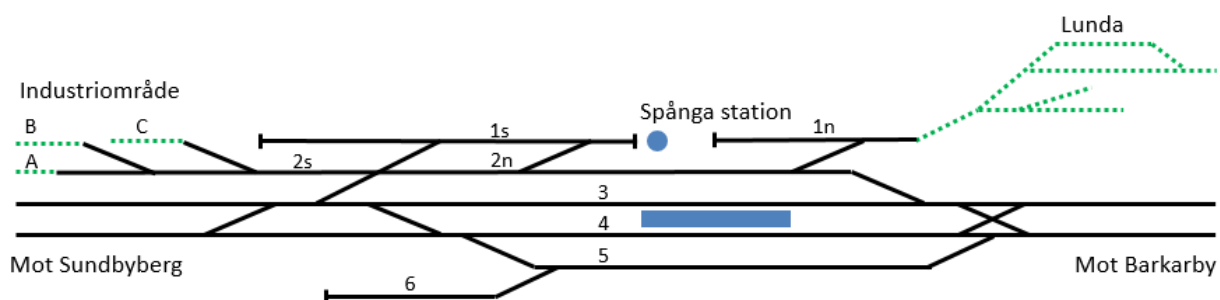 Lunda
Industriområde
Spånga station
B
C
1s
1n
A
2s
2n
3
4
Mot Sundbyberg
5
Mot Barkarby
6